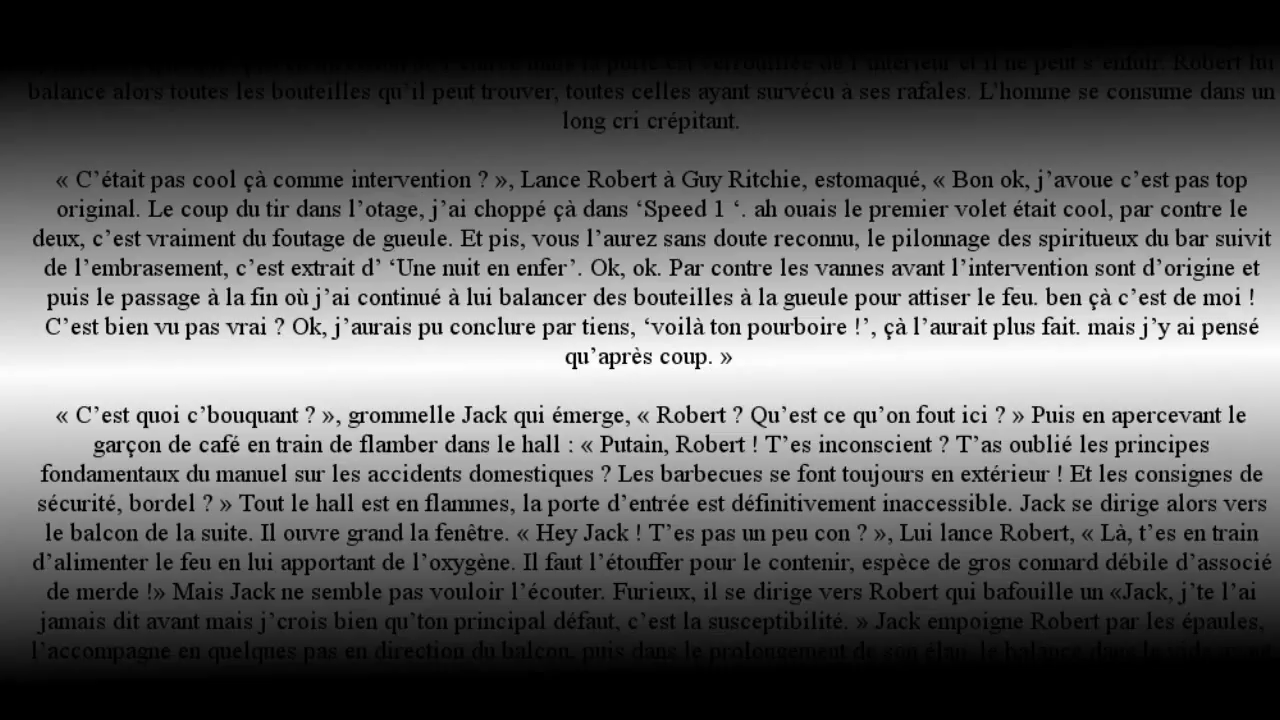 la porte est verrouillée de l'intérieur et il ne peut s'enfuir. Robert lui
balance alors toutes les bouteilles qu’il peut trouver, toutes celles ayant survécu à ses rafales. L’homme se consume dans un
long cri crépitant.
« C’était pas cool çà comme intervention ? », Lance Robert à Guy Ritchie, estomaqué, « Bon ok, j’avoue c’est pas top
original. Le coup du tir dans l’otage, j’ai choppé çà dans ‘Speed 1 ‘. ah ouais le premier volet était cool, par contre le
deux, c’est vraiment du foutage de gueule. Et pis, vous l’aurez sans doute reconnu, le pilonnage des spiritueux du bar suivit
de l’embrasement, c’est extrait d’ ‘Une nuit en enfer’. Ok, ok. Par contre les vannes avant l’intervention sont d’origine et
puis le passage à la fin où j’ai continué à lui balancer des bouteilles à la gueule pour attiser le feu. ben çà c’est de moi !
C’est bien vu pas vrai ? Ok, j’aurais pu conclure par tiens, ‘voilà ton pourboire !’, çà l’aurait plus fait. mais j’y ai pensé
qu’après coup. »
« C’est quoi c’bouquant ? », grommelle Jack qui émerge, « Robert ? Qu’est ce qu’on fout ici ? » Puis en apercevant le
garçon de café en train de flamber dans le hall : « Putain, Robert ! T’es inconscient ? T’as oublié les principes
fondamentaux du manuel sur les accidents domestiques ? Les barbecues se font toujours en extérieur ! Et les consignes de
sécurité, bordel ? » Tout le hall est en flammes, la porte d’entrée est définitivement inaccessible. Jack se dirige alors vers
le balcon de la suite. Il ouvre grand la fenêtre. « Hey Jack ! T’es pas un peu con ? », Lui lance Robert, « Là, t’es en train
d’alimenter le feu en lui apportant de l’oxygène. Il faut l’étouffer pour le contenir, espèce de gros connard débile d’associé
de merde !» Mais Jack ne semble pas vouloir l’écouter. Furieux, il se dirige vers Robert qui bafouille un «Jack, j’te l’ai
jamais dit avant mais j’crois bien qu’ton principal défaut, c’est la susceptibilité. » Jack empoigne Robert par les épaules,
l’accompagne en quelques pas en direction du balcon, puis dans le prolongement de son élan, le balance dans le vide